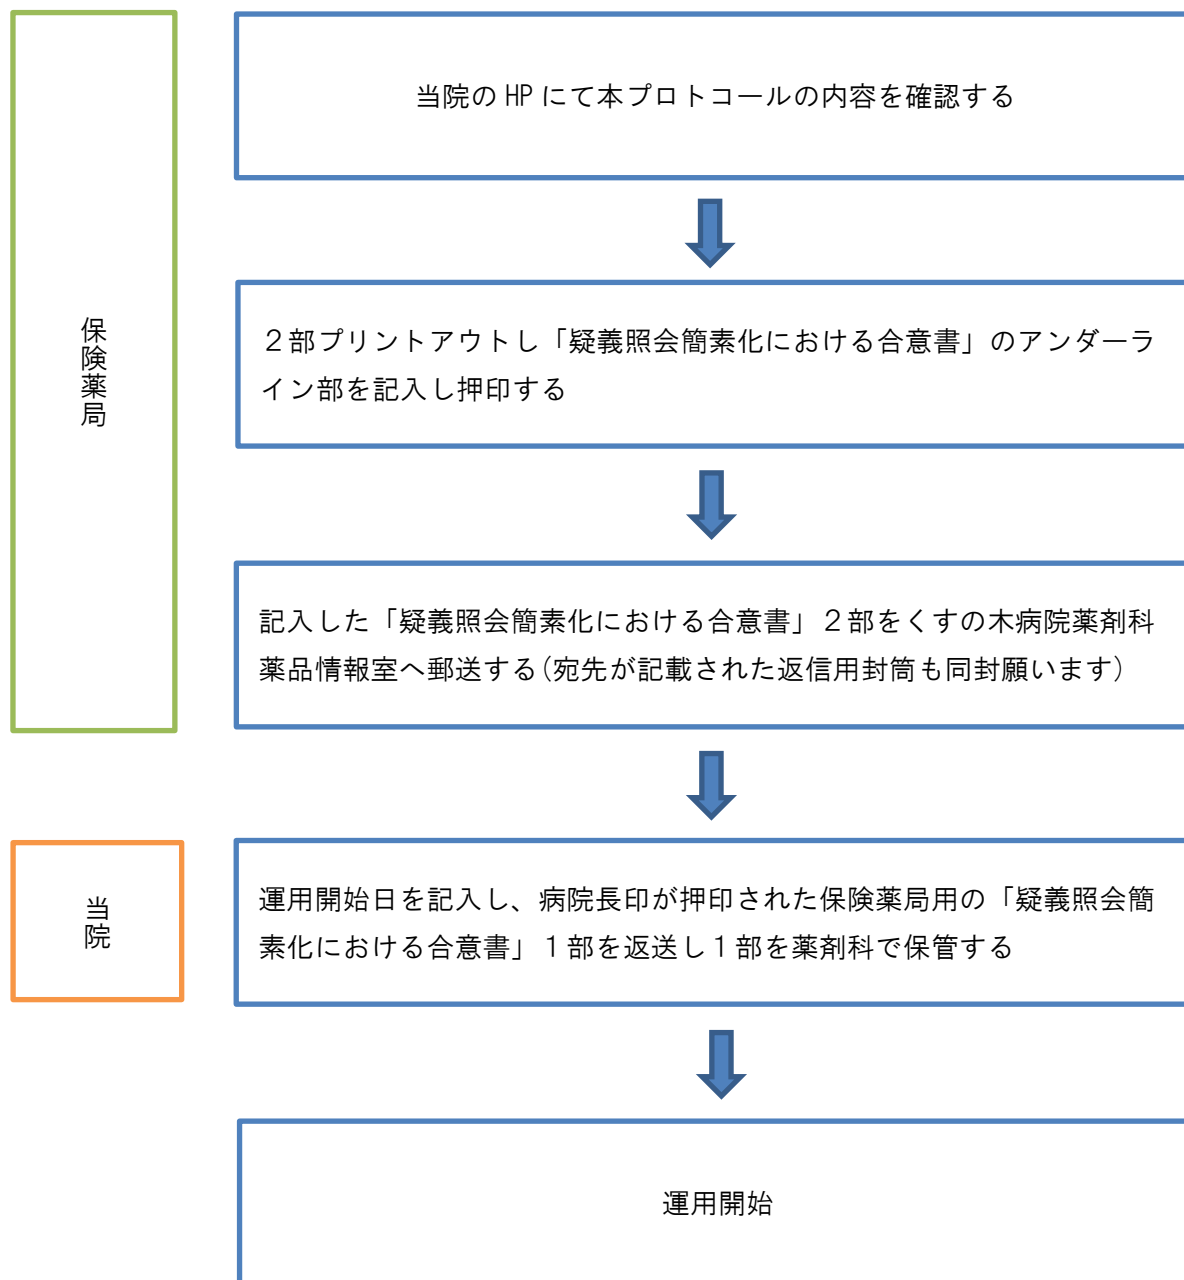 保険薬局
当院の HP にて本プロトコールの内容を確認する
２部プリントアウトし「疑義照会簡素化における合意書」のアンダーラ
イン部を記入し押印する
記入した「疑義照会簡素化における合意書」２部をくすの木病院薬剤科
薬品情報室へ郵送する(宛先が記載された返信用封筒も同封願います)
当院
運用開始日を記入し、病院長印が押印された保険薬局用の「疑義照会簡
素化における合意書」１部を返送し１部を薬剤科で保管する
運用開始